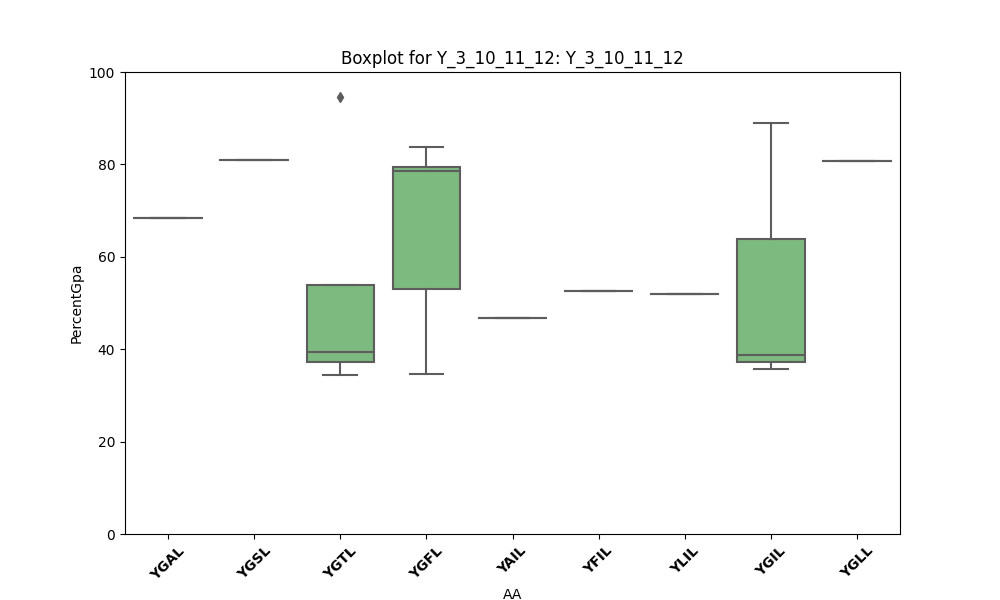 Boxplot for Y_3_10_11_12: Y_3_10_11_12
100
80
60
40
20
0
PercentGpa
YGAL
YGSL
YGTL
YGFL
YAIL
YFIL
YLIL
YGIL
YGLL
AA